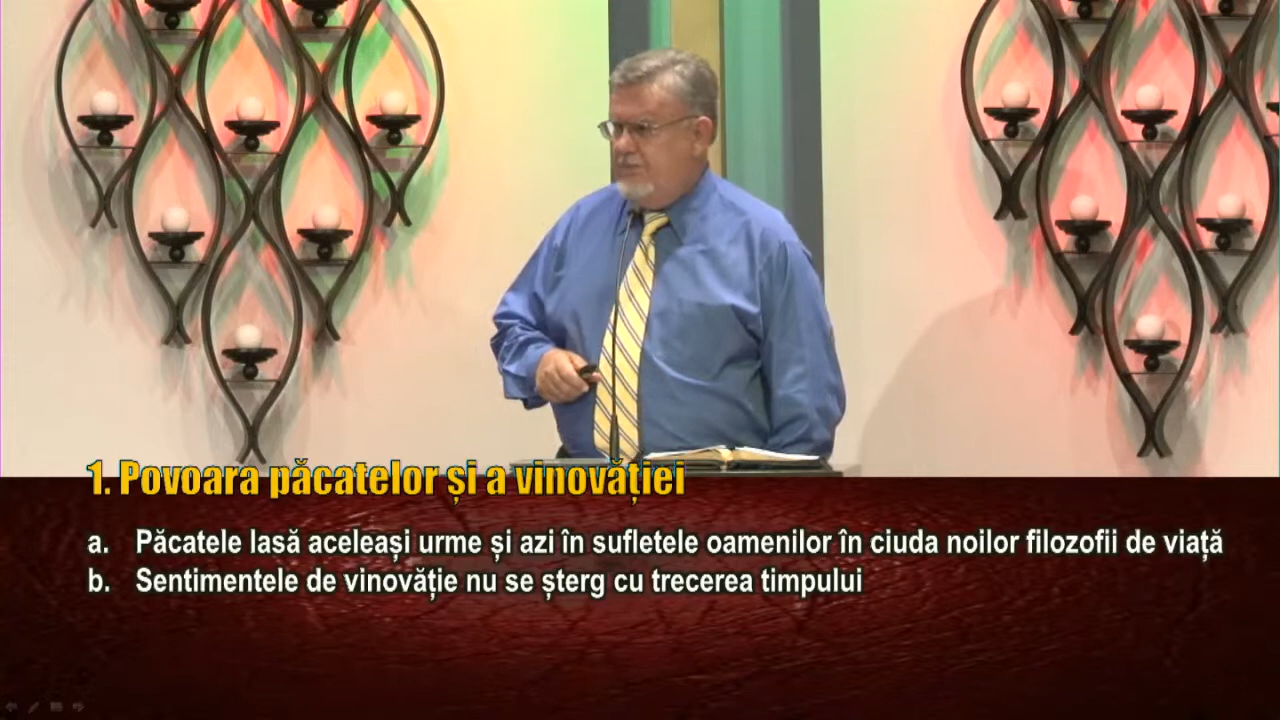 1. Povoara păcatelor și a vinovăției
a. Păcatele lasă aceleași urme și azi în sufletele oamenilor în ciuda noilor filozofii de viață
b. Sentimentele de vinovăție nu se șterg cu trecerea timpului